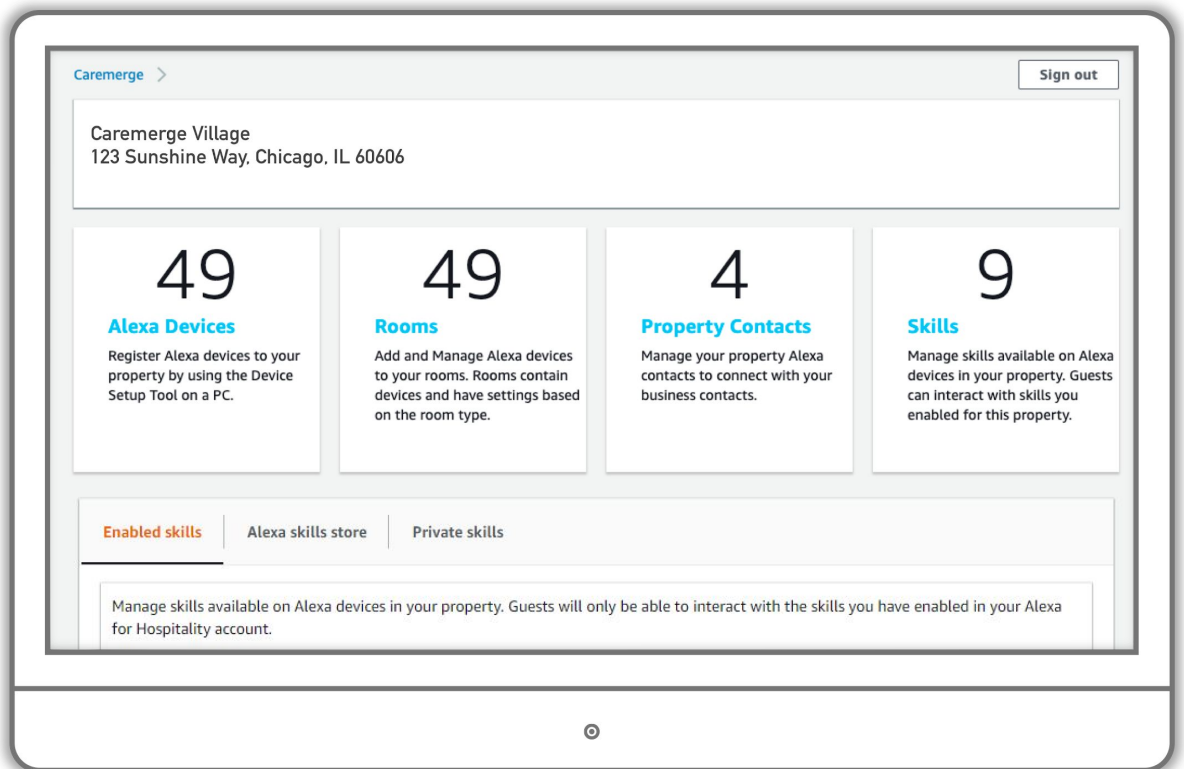 Caremerge
Sign out
Caremerge Village
123 Sunshine Way, Chicago, IL 60606
49
Alexa Devices
Register Alexa devices to your
property by using the Device
Setup Tool on a PC.
49
Rooms
Add and Manage Alexa devices
to your rooms. Rooms contain
devices and have settings based
on the room type.
4
Property Contacts
Manage your property Alexa
contacts to connect with your
business contacts.
9
Skills
Manage skills available on Alexa
devices in your property. Guests
can interact with skills you
enabled for this property.
Enabled skills
Alexa skills store
Private skills
Manage skills available on Alexa devices in your property. Guests will only be able to interact with the skills you have enabled in your Alexa
for Hospitality account.